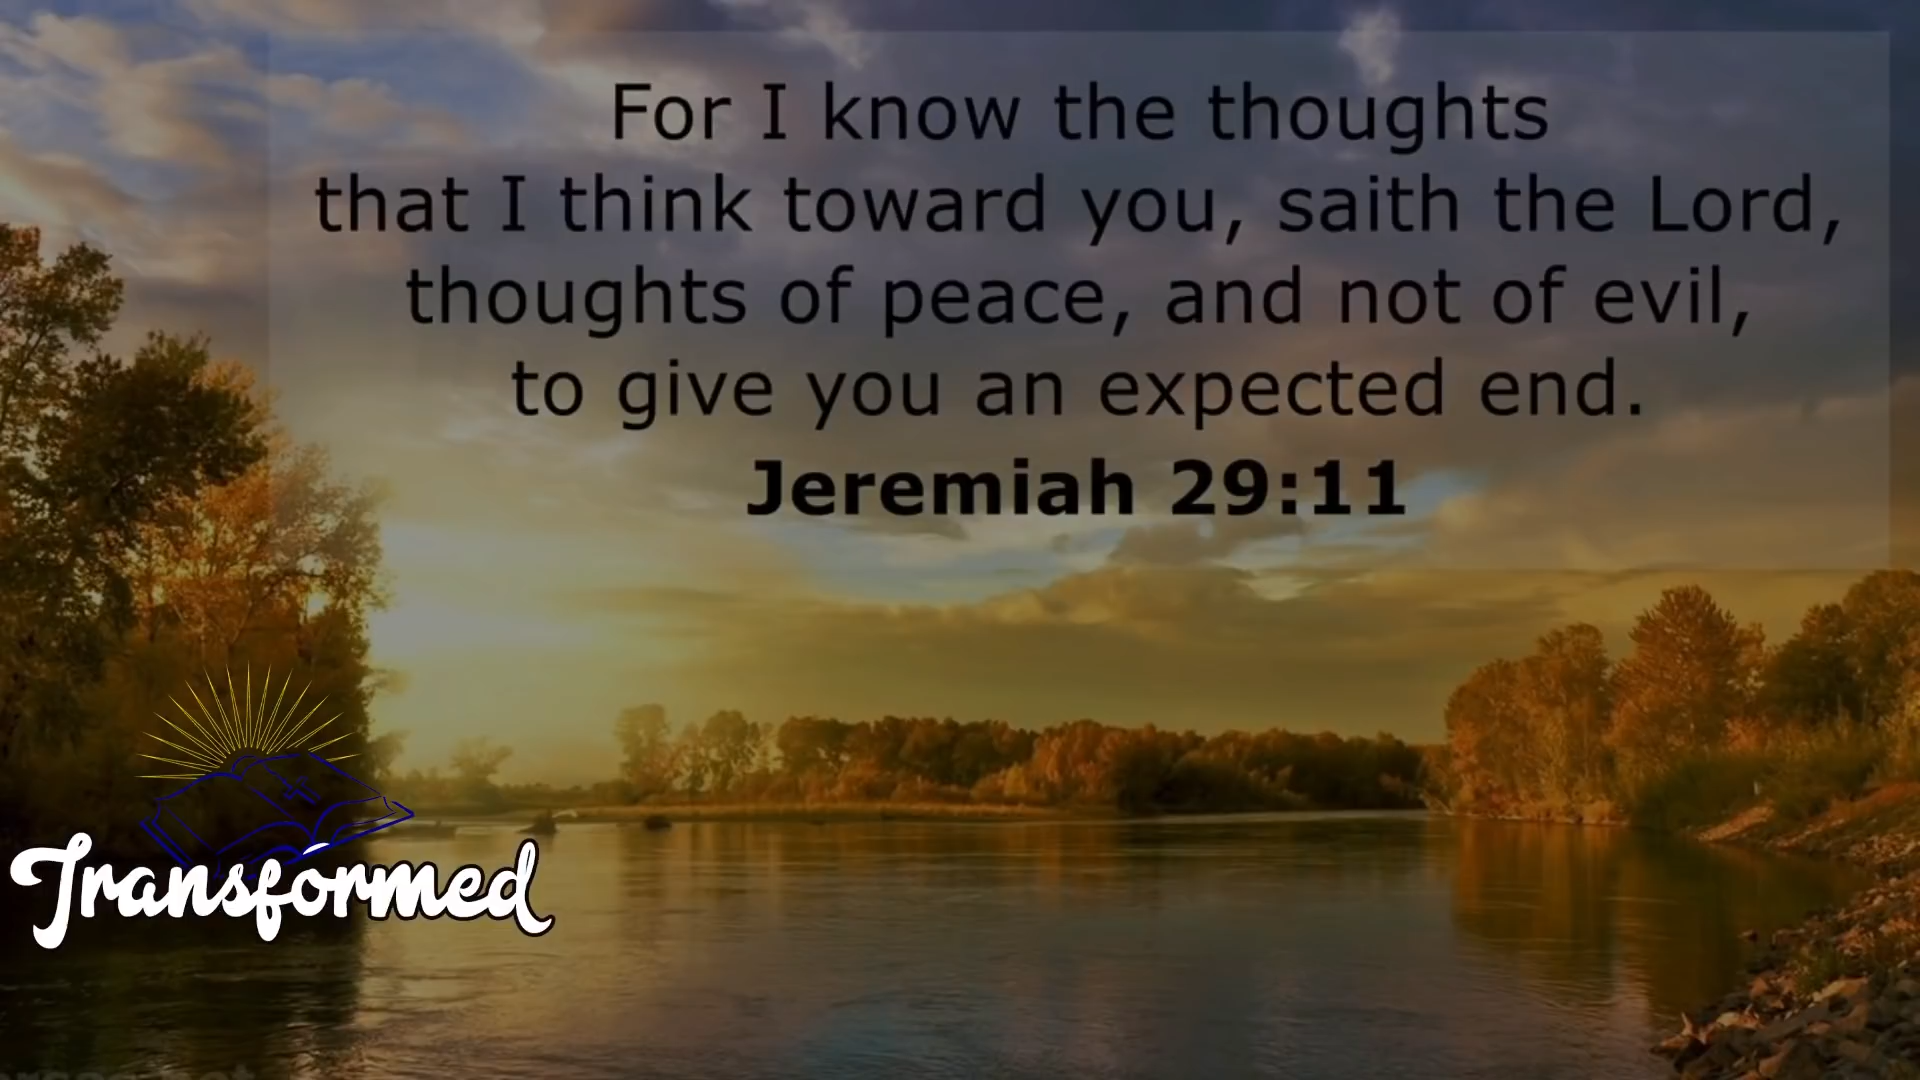 For I know the thoughts
that I think toward you, saith the Lord,
thoughts of peace, and not of evil,
to give you an expected end.
Jeremiah 29:11
Transformed